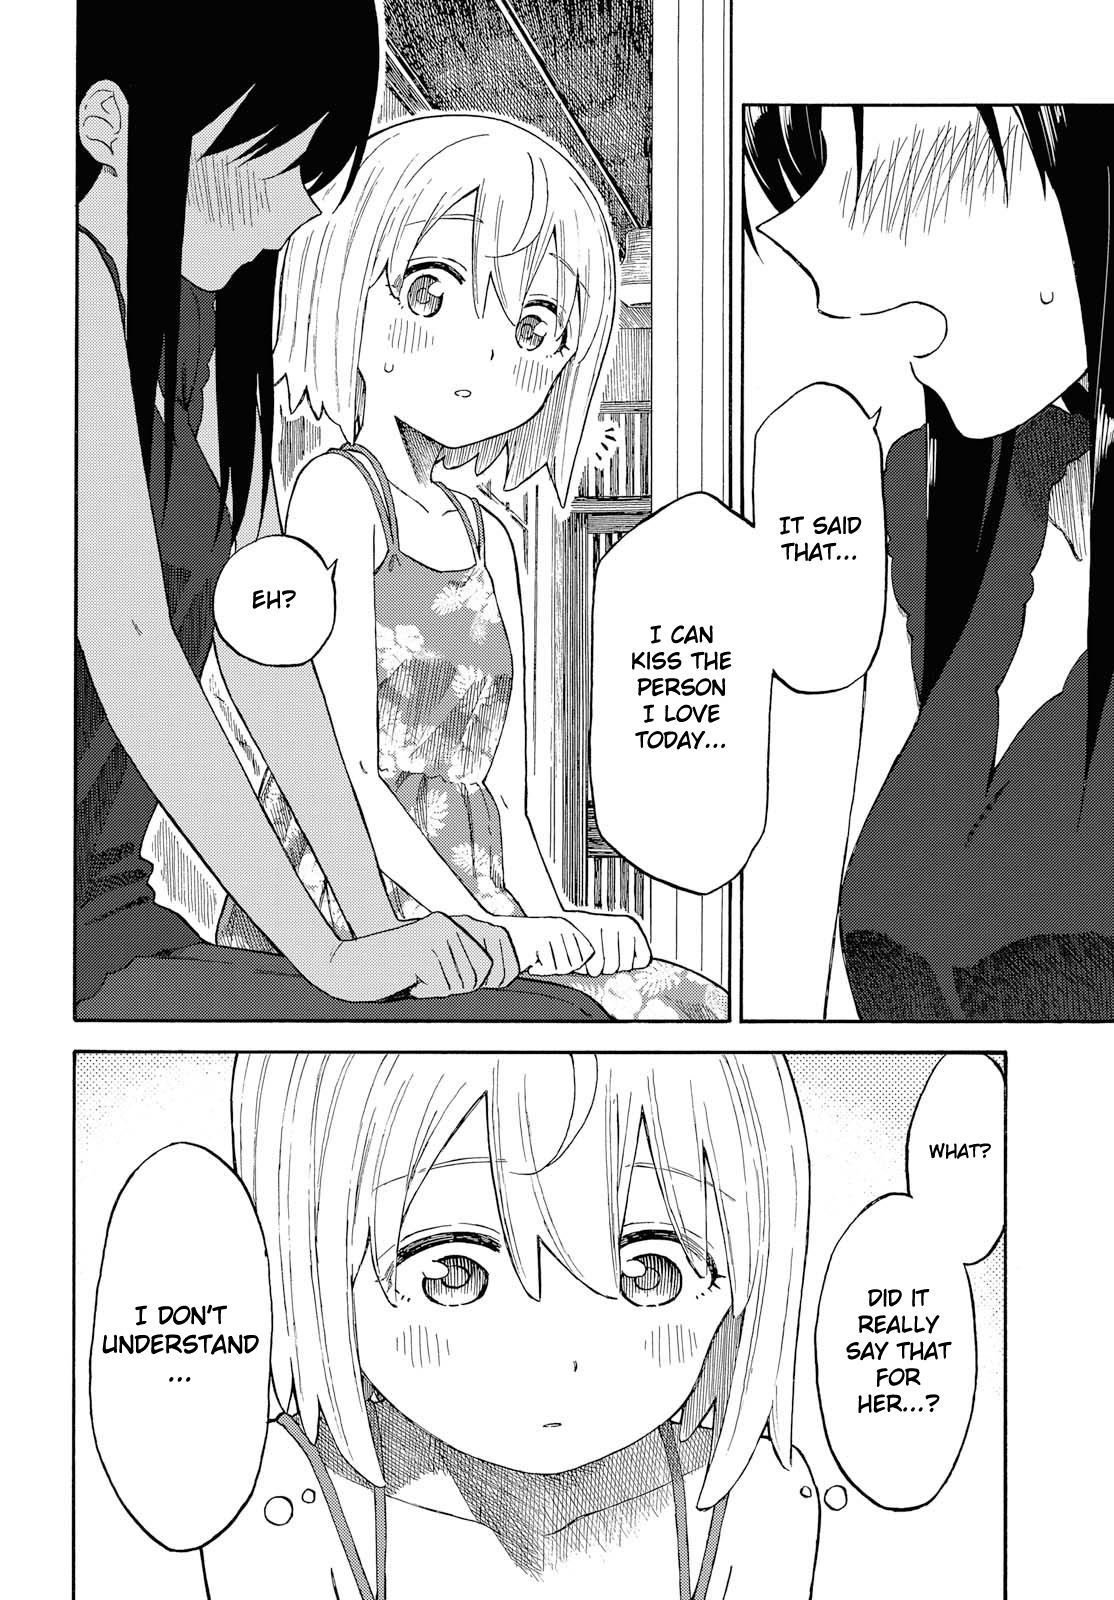 IT SAID
THAT...
I CAN
KISS THE
PERSON
I LOVE
TODAY...
EH?
WHAT?
DID IT
REALLY
SAY THAT
FOR
HER...?
I DON'T
UNDERSTAND
...